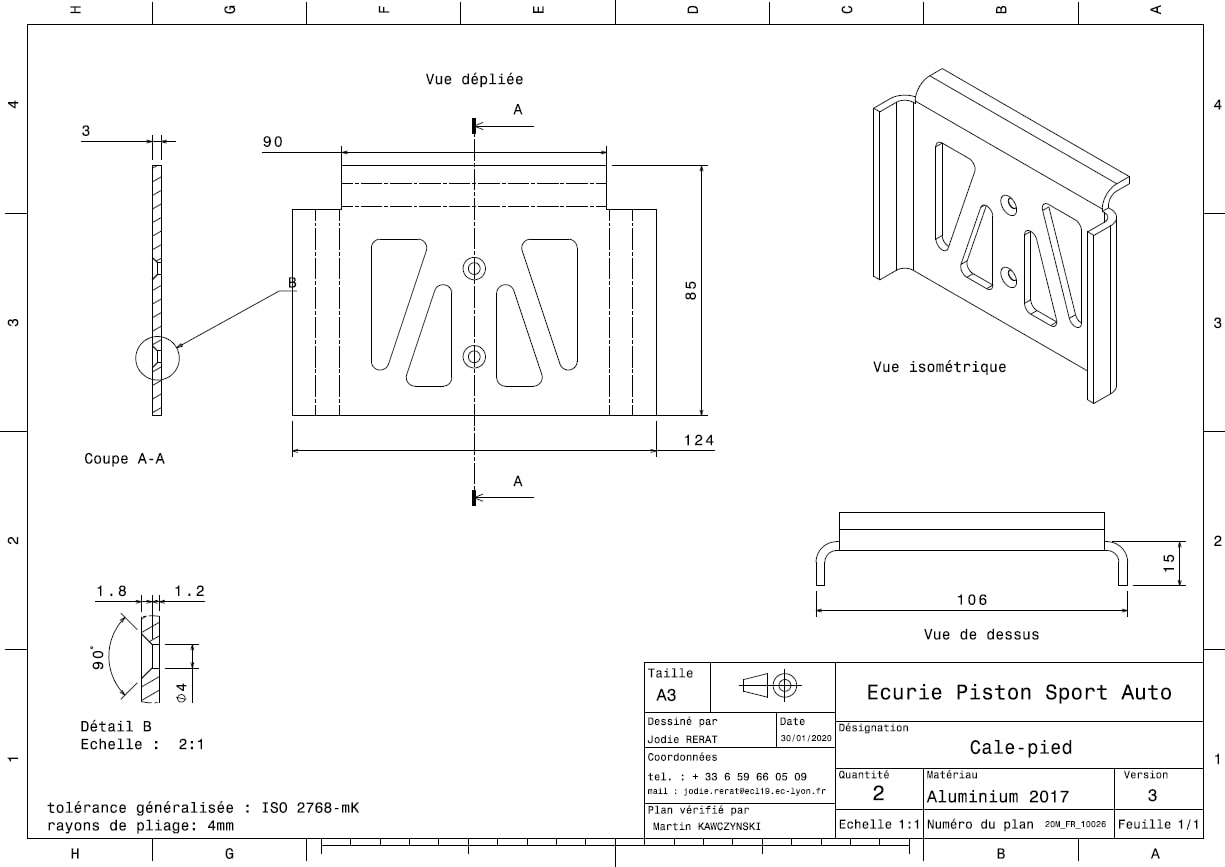 H G F E D C B A
4
Vue dépliée
A
4
3
90
B
85
3
3
Vue isométrique
124
Coupe A-A
A
2
2
15
1.8
1.2
106
Vue de dessus
90°
Ø4
Détail B
Echelle : 2:1
Taille
A3
Ecurie Piston Sport Auto
Dessiné par
Jodie RERAT
Date
30/01/2020
Désignation
Cale-pied
Coordonnées
tel. : + 33 6 59 66 05 09
mail : jodie.rerat@ecl19.ec-lyon.fr
Quantité
2
Matériau
Aluminium 2017
Version
3
1
1
Plan vérifié par
Martin KAWCZYNSKI
Echelle 1:1
Numéro du plan 20M_FR_10026
Feuille 1/1
tolérance généralisée : ISO 2768-mK
rayons de pliage: 4mm
H G B A